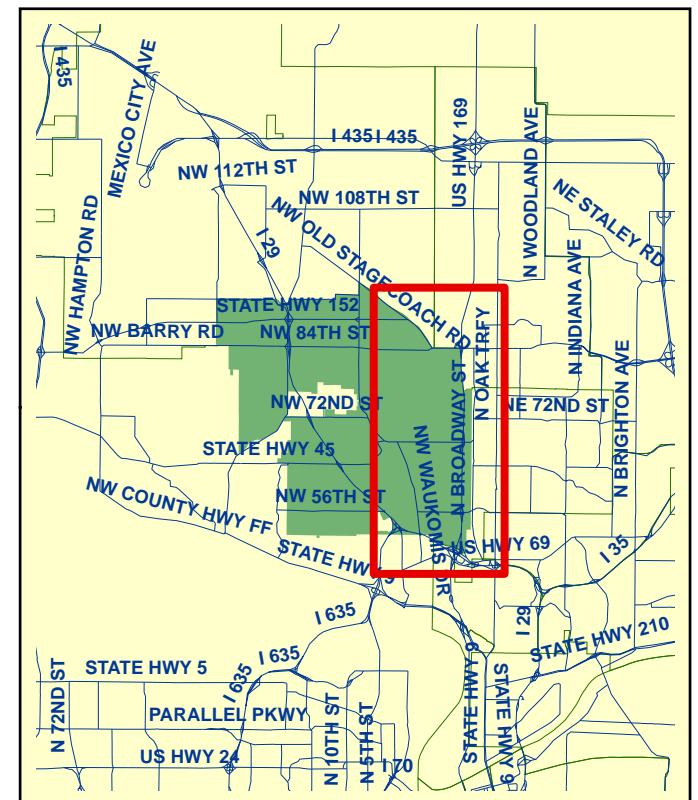 I 435
MEXICO CITY AVE
I 435
I 435
US HWY 169
N WOODLAND AVE
NW 112TH ST
NW 108TH ST
NE STALEY RD
NW HAMPTON RD
I 29
NW OLD STAGECOACH RD
N INDIANA AVE
STATE HWY 152
NW BARRY RD
NW 84TH ST
N OAK TRFY
N BROADWAY ST
N BRIGHTON AVE
NW 72ND ST
NE 72ND ST
STATE HWY 45
NW WAUKOMIS DR
NW COUNTY HWY FF
NW 56TH ST
STATE HWY 9
US HWY 69
I 35
I 635
I 29
STATE HWY 210
I 635
STATE HWY 5
I 635
N 72ND ST
STATE HWY 6
STATE HWY 9
PARALLEL PKWY
N 10TH ST
N 5TH ST
US HWY 24
I 70